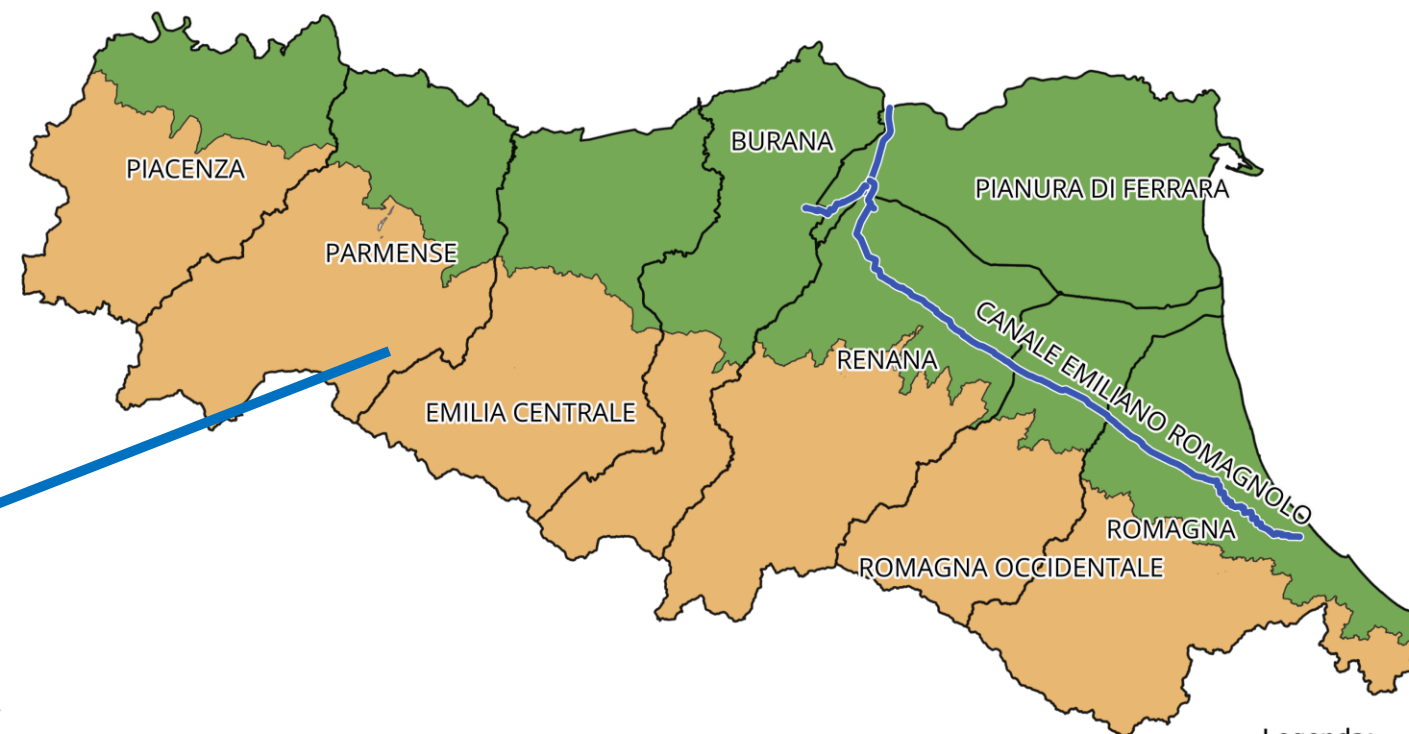 BURANA
PIACENZA
PIANURA DI FERRARA
PARMENSE
CANALE EMILIANO ROMAGNOLO
RENANA
EMILIA CENTRALE
ROMAGNA
ROMAGNA OCCIDENTALE